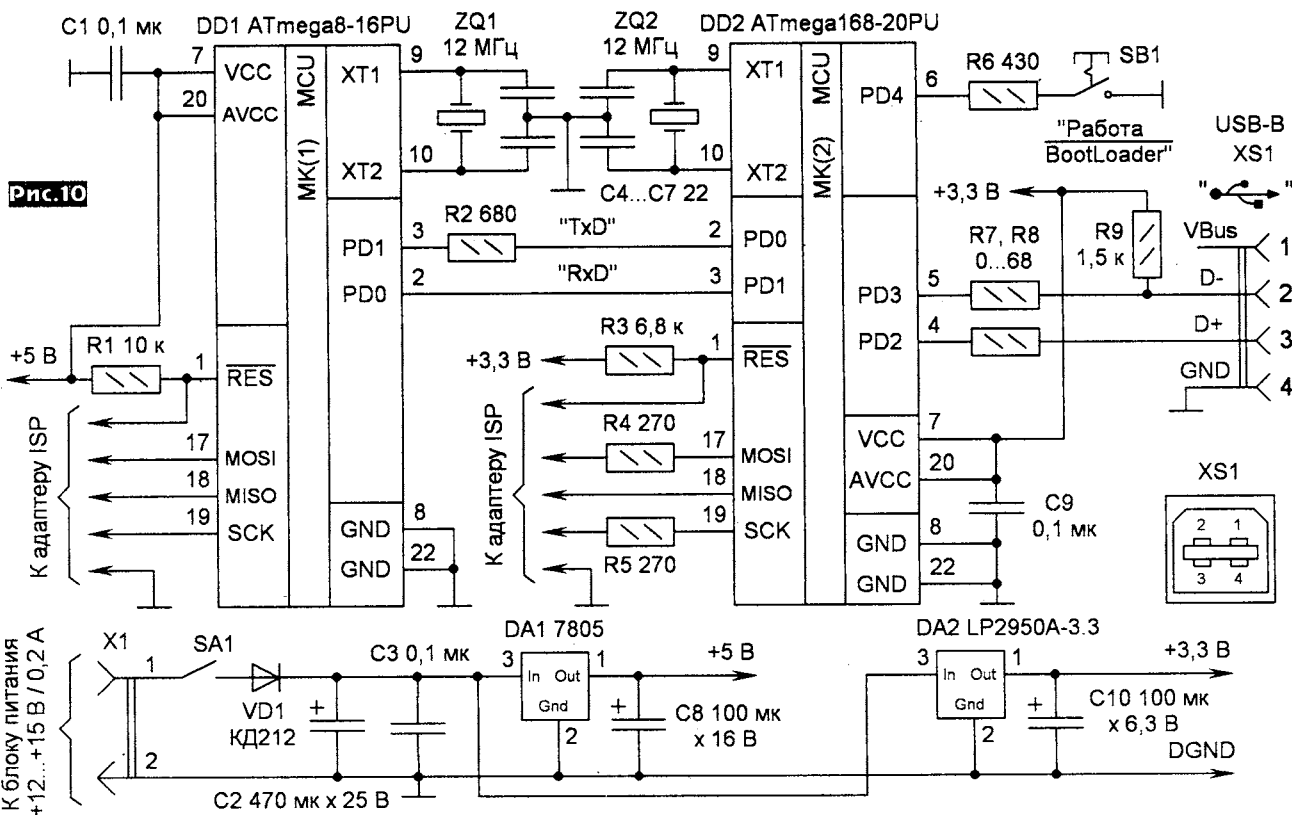 C1 0,1 мк
DD1 ATmega8-16PU
ZQ1
12 МГц
ZQ2
12 МГц
DD2 ATmega168-20PU
7
VCC
20
AVCC
MCU
МК(1)
9
XT1
10
XT2
Рис.10
C4...C7 22
9
XT1
10
XT2
MCU
МК(2)
PD4
6
R6 430
SB1
"Работа
BootLoader"
USB-B
XS1
"
"
+3,3 В
R2 680
"TxD"
PD1
3
2
PD0
"RxD"
PD0
2
3
PD1
R7, R8
0...68
R9
1,5 к
VBus
1
PD3
5
D-
2
PD2
4
D+
3
GND
4
+5 В
R1 10 к
1
RES
К адаптеру ISP
17
MOSI
18
MISO
19
SCK
GND
8
GND
22
R3 6,8 к
+3,3 В
1
RES
К адаптеру ISP
R4 270
17
MOSI
18
MISO
19
SCK
R5 270
VCC
7
AVCC
20
C9
0,1 мк
GND
8
GND
22
XS1
2 1
3 4
К блоку питания
+12...+15 В / 0,2 А
X1
1
2
SA1
VD1
КД212
+
C2 470 мк х 25 В
C3 0,1 мк
DA1 7805
3
In Out
Gnd
1
2
+5 В
+
C8 100 мк
х 16 В
DA2 LP2950A-3.3
3
In Out
Gnd
1
2
+3,3 В
+
C10 100 мк
х 6,3 В
DGND